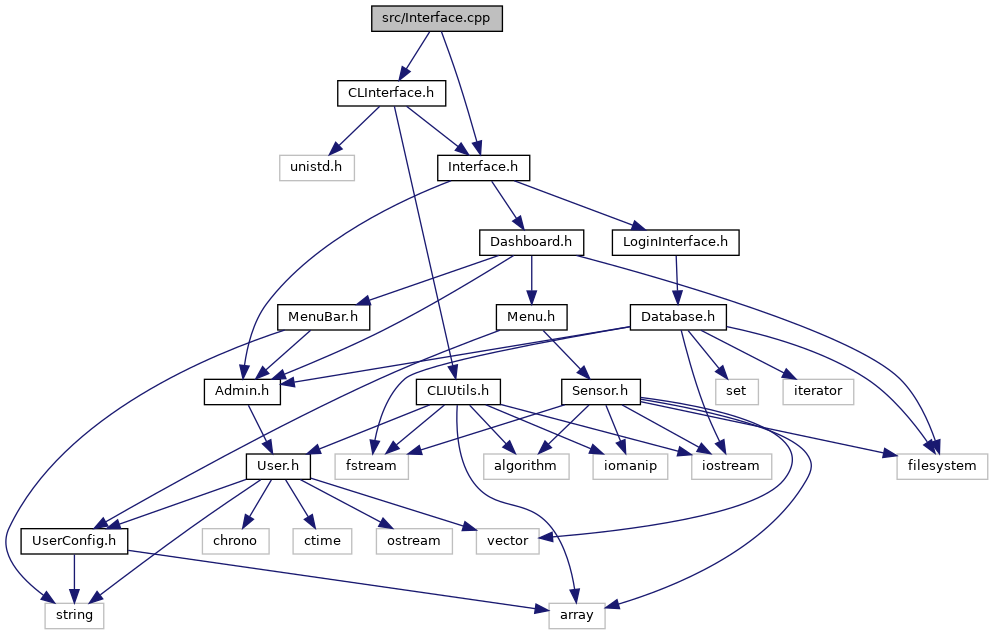 src/Interface.cpp
CLInterface.h
unistd.h
Interface.h
Dashboard.h
LoginInterface.h
MenuBar.h
Menu.h
Database.h
Admin.h
CLIUtils.h
Sensor.h
set
iterator
User.h
fstream
algorithm
iomanip
iostream
filesystem
UserConfig.h
chrono
ctime
ostream
vector
string
array